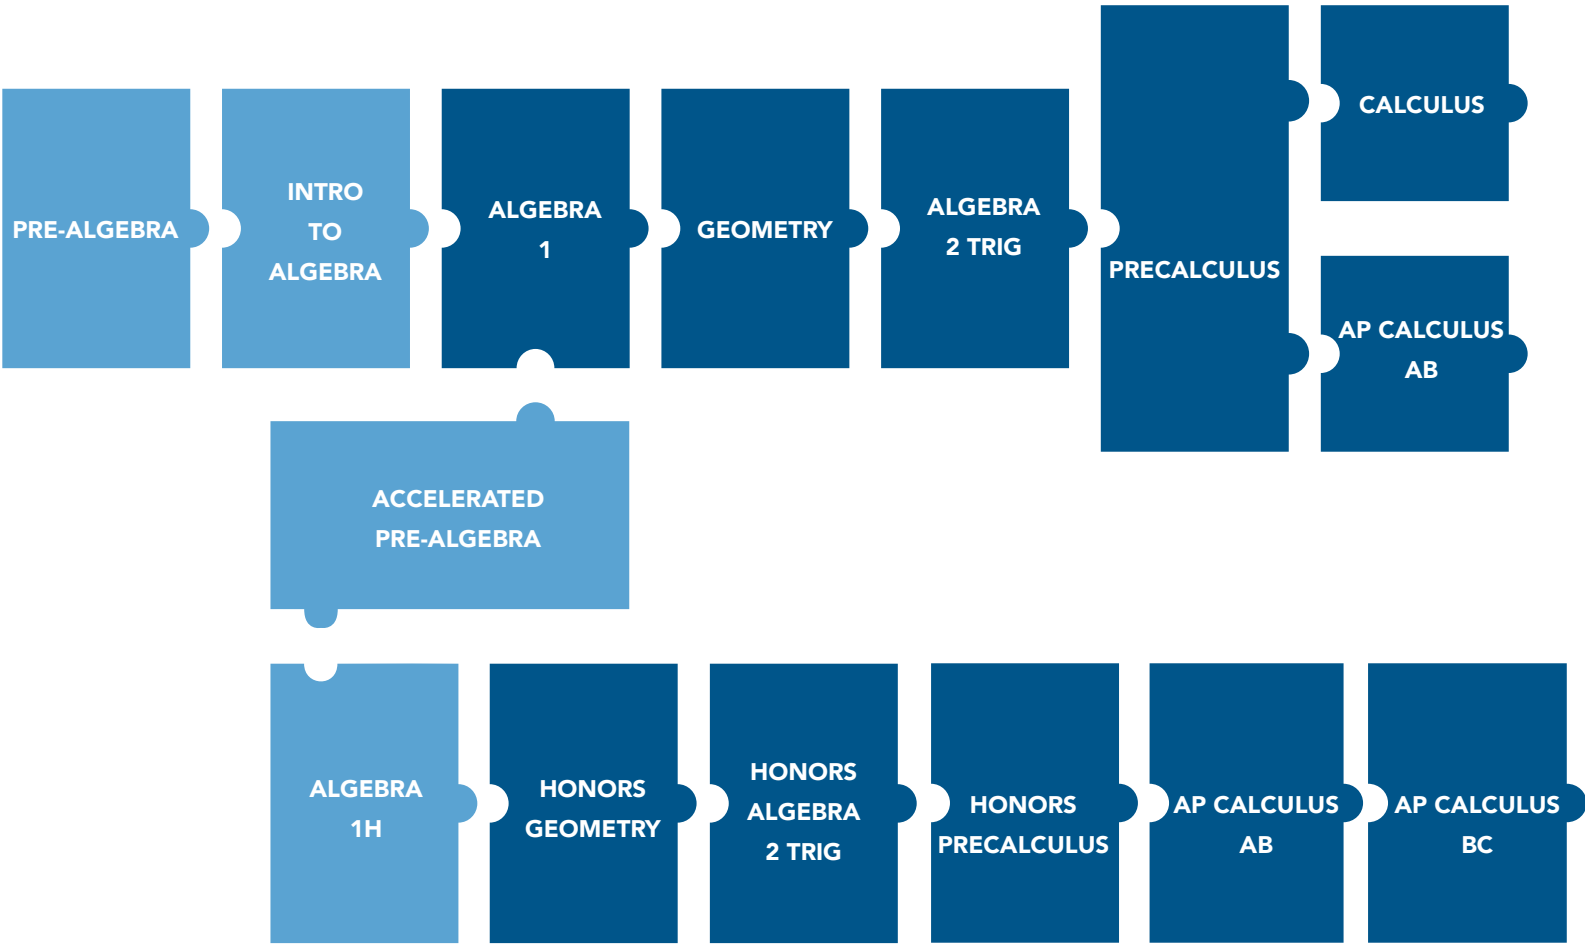 PRE-ALGEBRA
INTRO
TO
ALGEBRA
ALGEBRA
1
GEOMETRY
ALGEBRA
2 TRIG
PRECALCULUS
CALCULUS
AP CALCULUS
AB
ACCELERATED
PRE-ALGEBRA
ALGEBRA
1H
HONORS
GEOMETRY
HONORS
ALGEBRA
2 TRIG
HONORS
PRECALCULUS
AP CALCULUS
AB
AP CALCULUS
BC